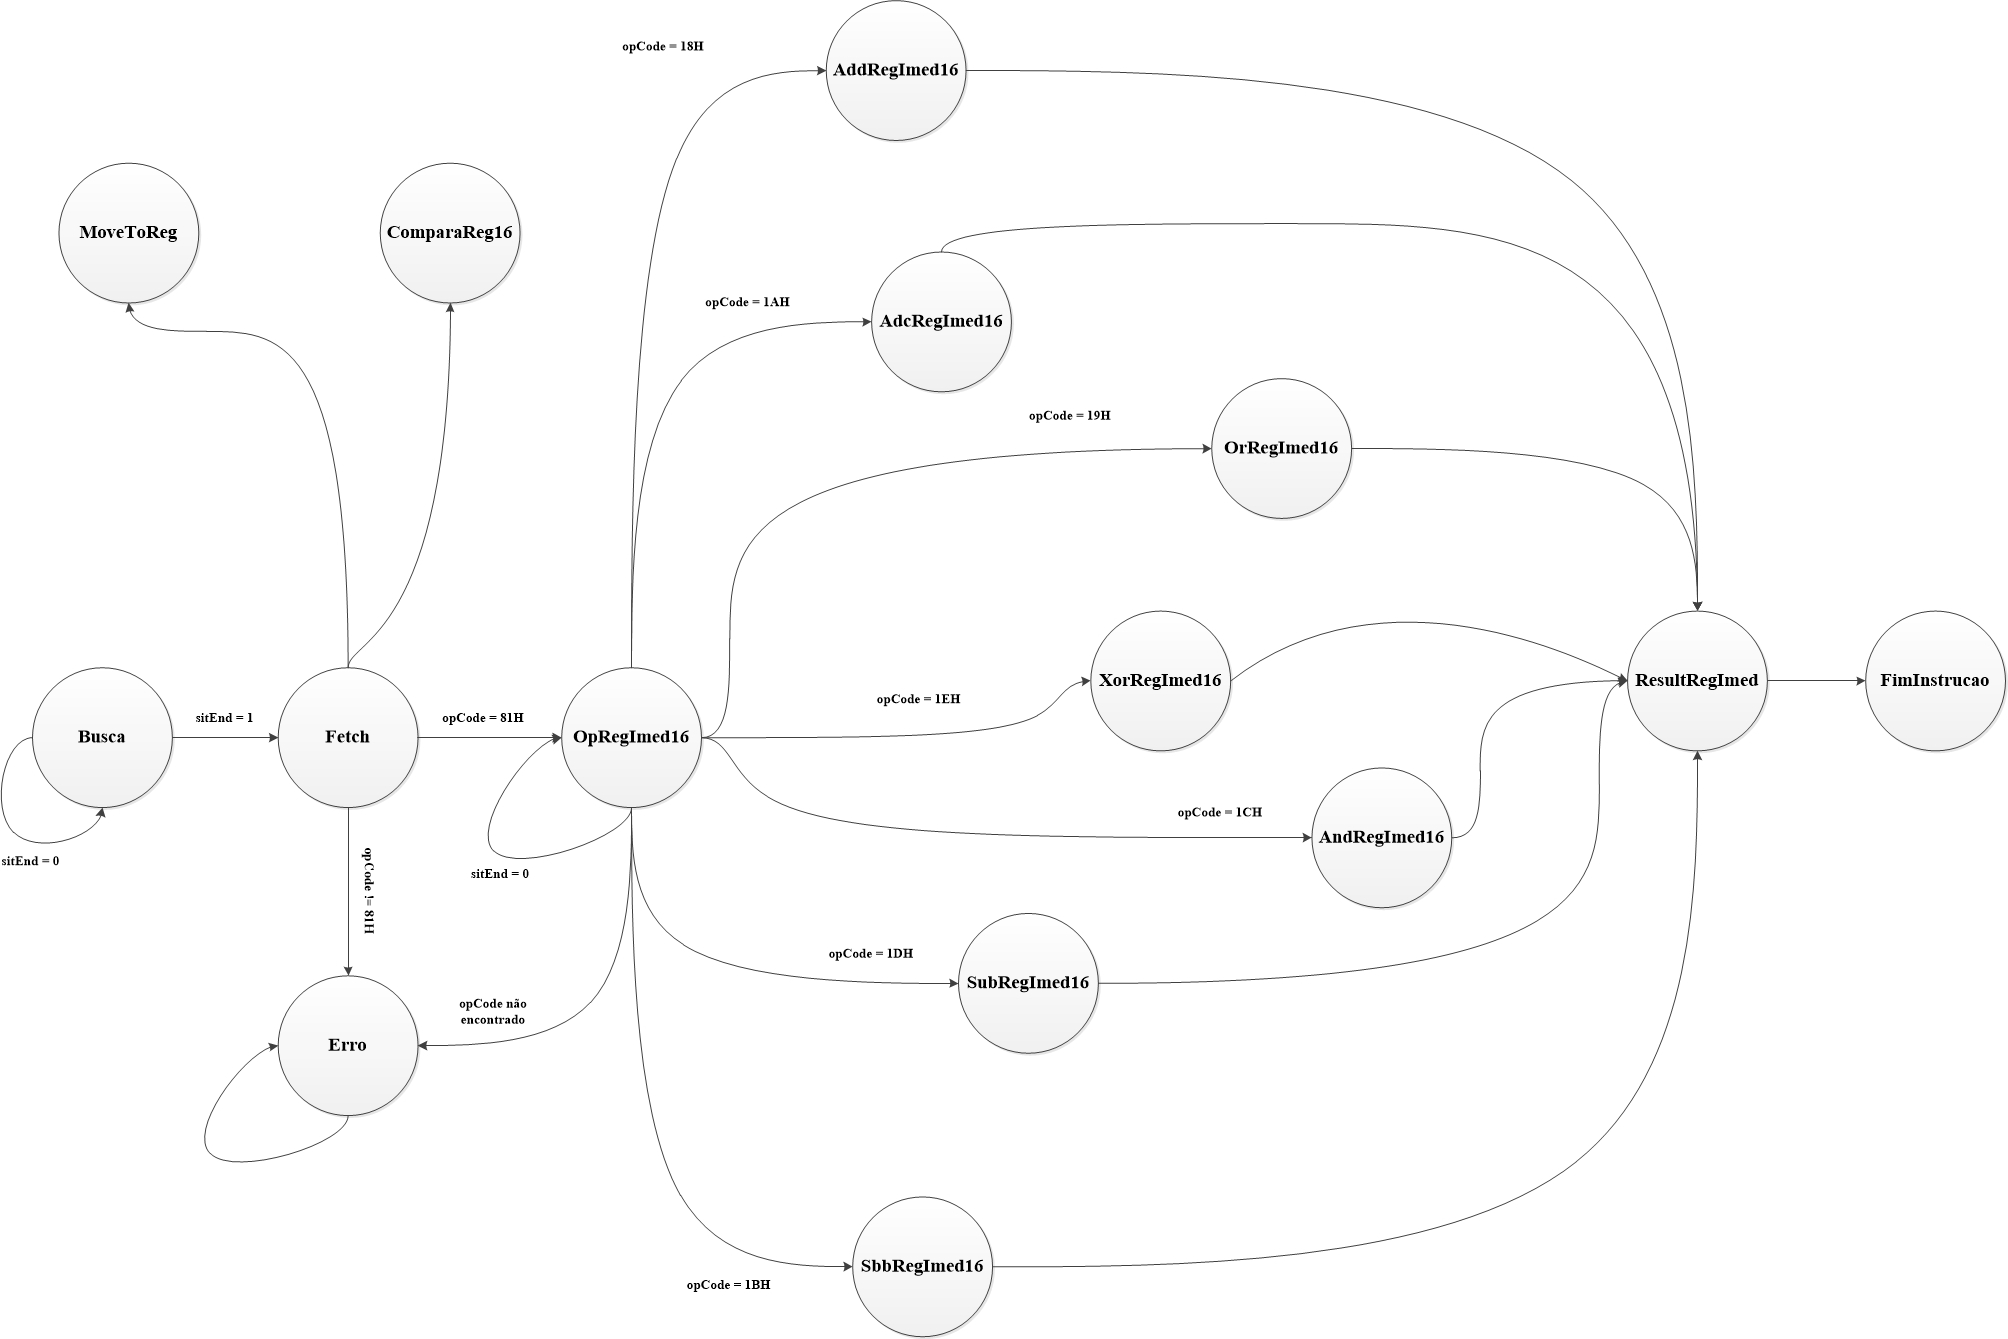 opCode = 18H
AddRegImed16
MoveToReg
ComparaReg16
opCode = 1AH
AdcRegImed16
opCode = 19H
OrRegImed16
XorRegImed16
ResultRegImed
FimInstrucao
opCode = 1EH
sitEnd = 1
opCode = 81H
Busca
Fetch
OpRegImed16
opCode = 1CH
AndRegImed16
sitEnd = 0
sitEnd = 0
opCode != 81H
opCode = 1DH
SubRegImed16
opCode não
encontrado
Erro
SbbRegImed16
opCode = 1BH